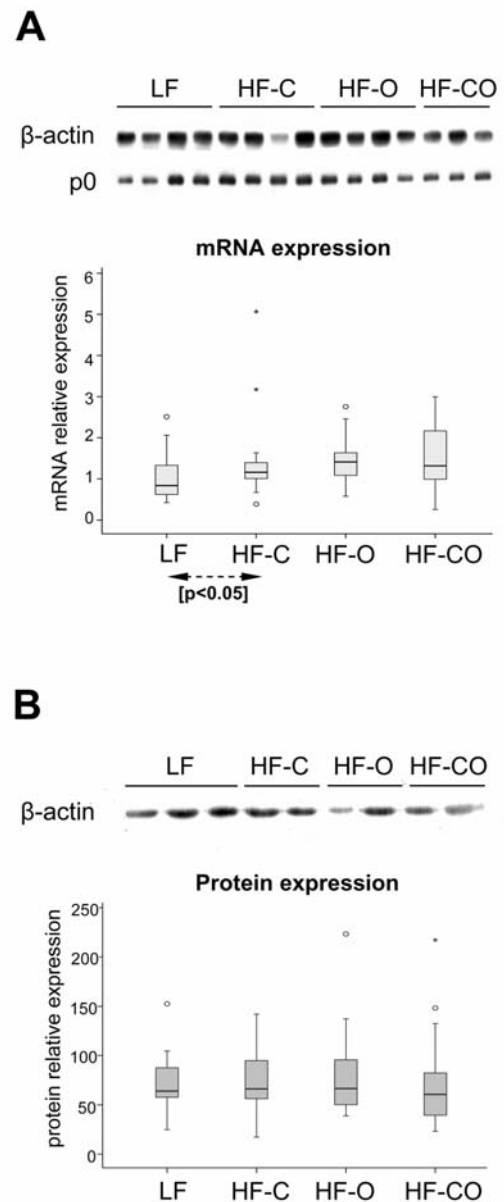 A
LF HF-C HF-O HF-CO
β-actin
p0
mRNA expression
mRNA relative expression
6
5
4
3
2
1
0
LF HF-C HF-O HF-CO
[p<0.05]
B
LF HF-C HF-O HF-CO
β-actin
Protein expression
protein relative expression
250
200
150
100
50
0
LF HF-C HF-O HF-CO